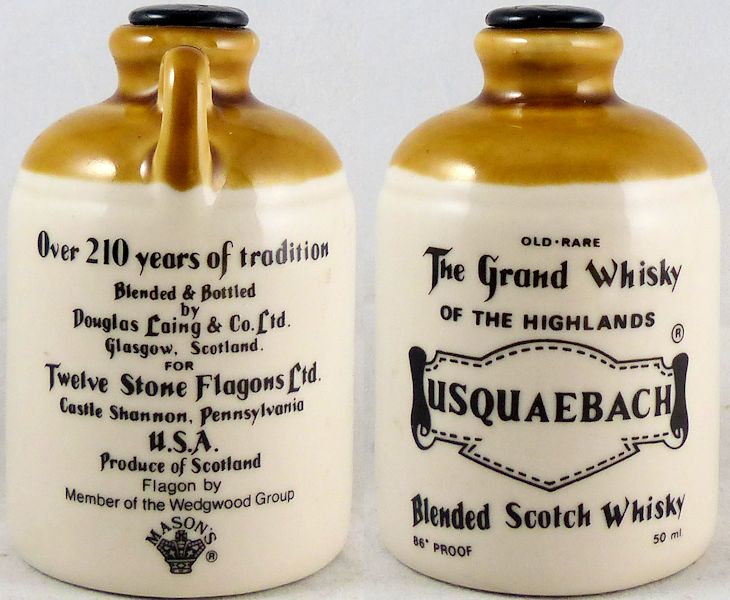 Over 210 years of tradition
Blended & Bottled
by
Douglas Laing & Co. Ltd.
Glasgow, Scotland.
FOR
Twelve Stone Flagons Ltd.
Castle Shannon, Pennsylvania
U.S.A.
Produce of Scotland
Flagon by
Member of the Wedgwood Group
MASON'S
®
OLD·RARE
The Grand Whisky
OF THE HIGHLANDS
®
USQUAEBACH
Blended Scotch Whisky
86° PROOF 50 ml.